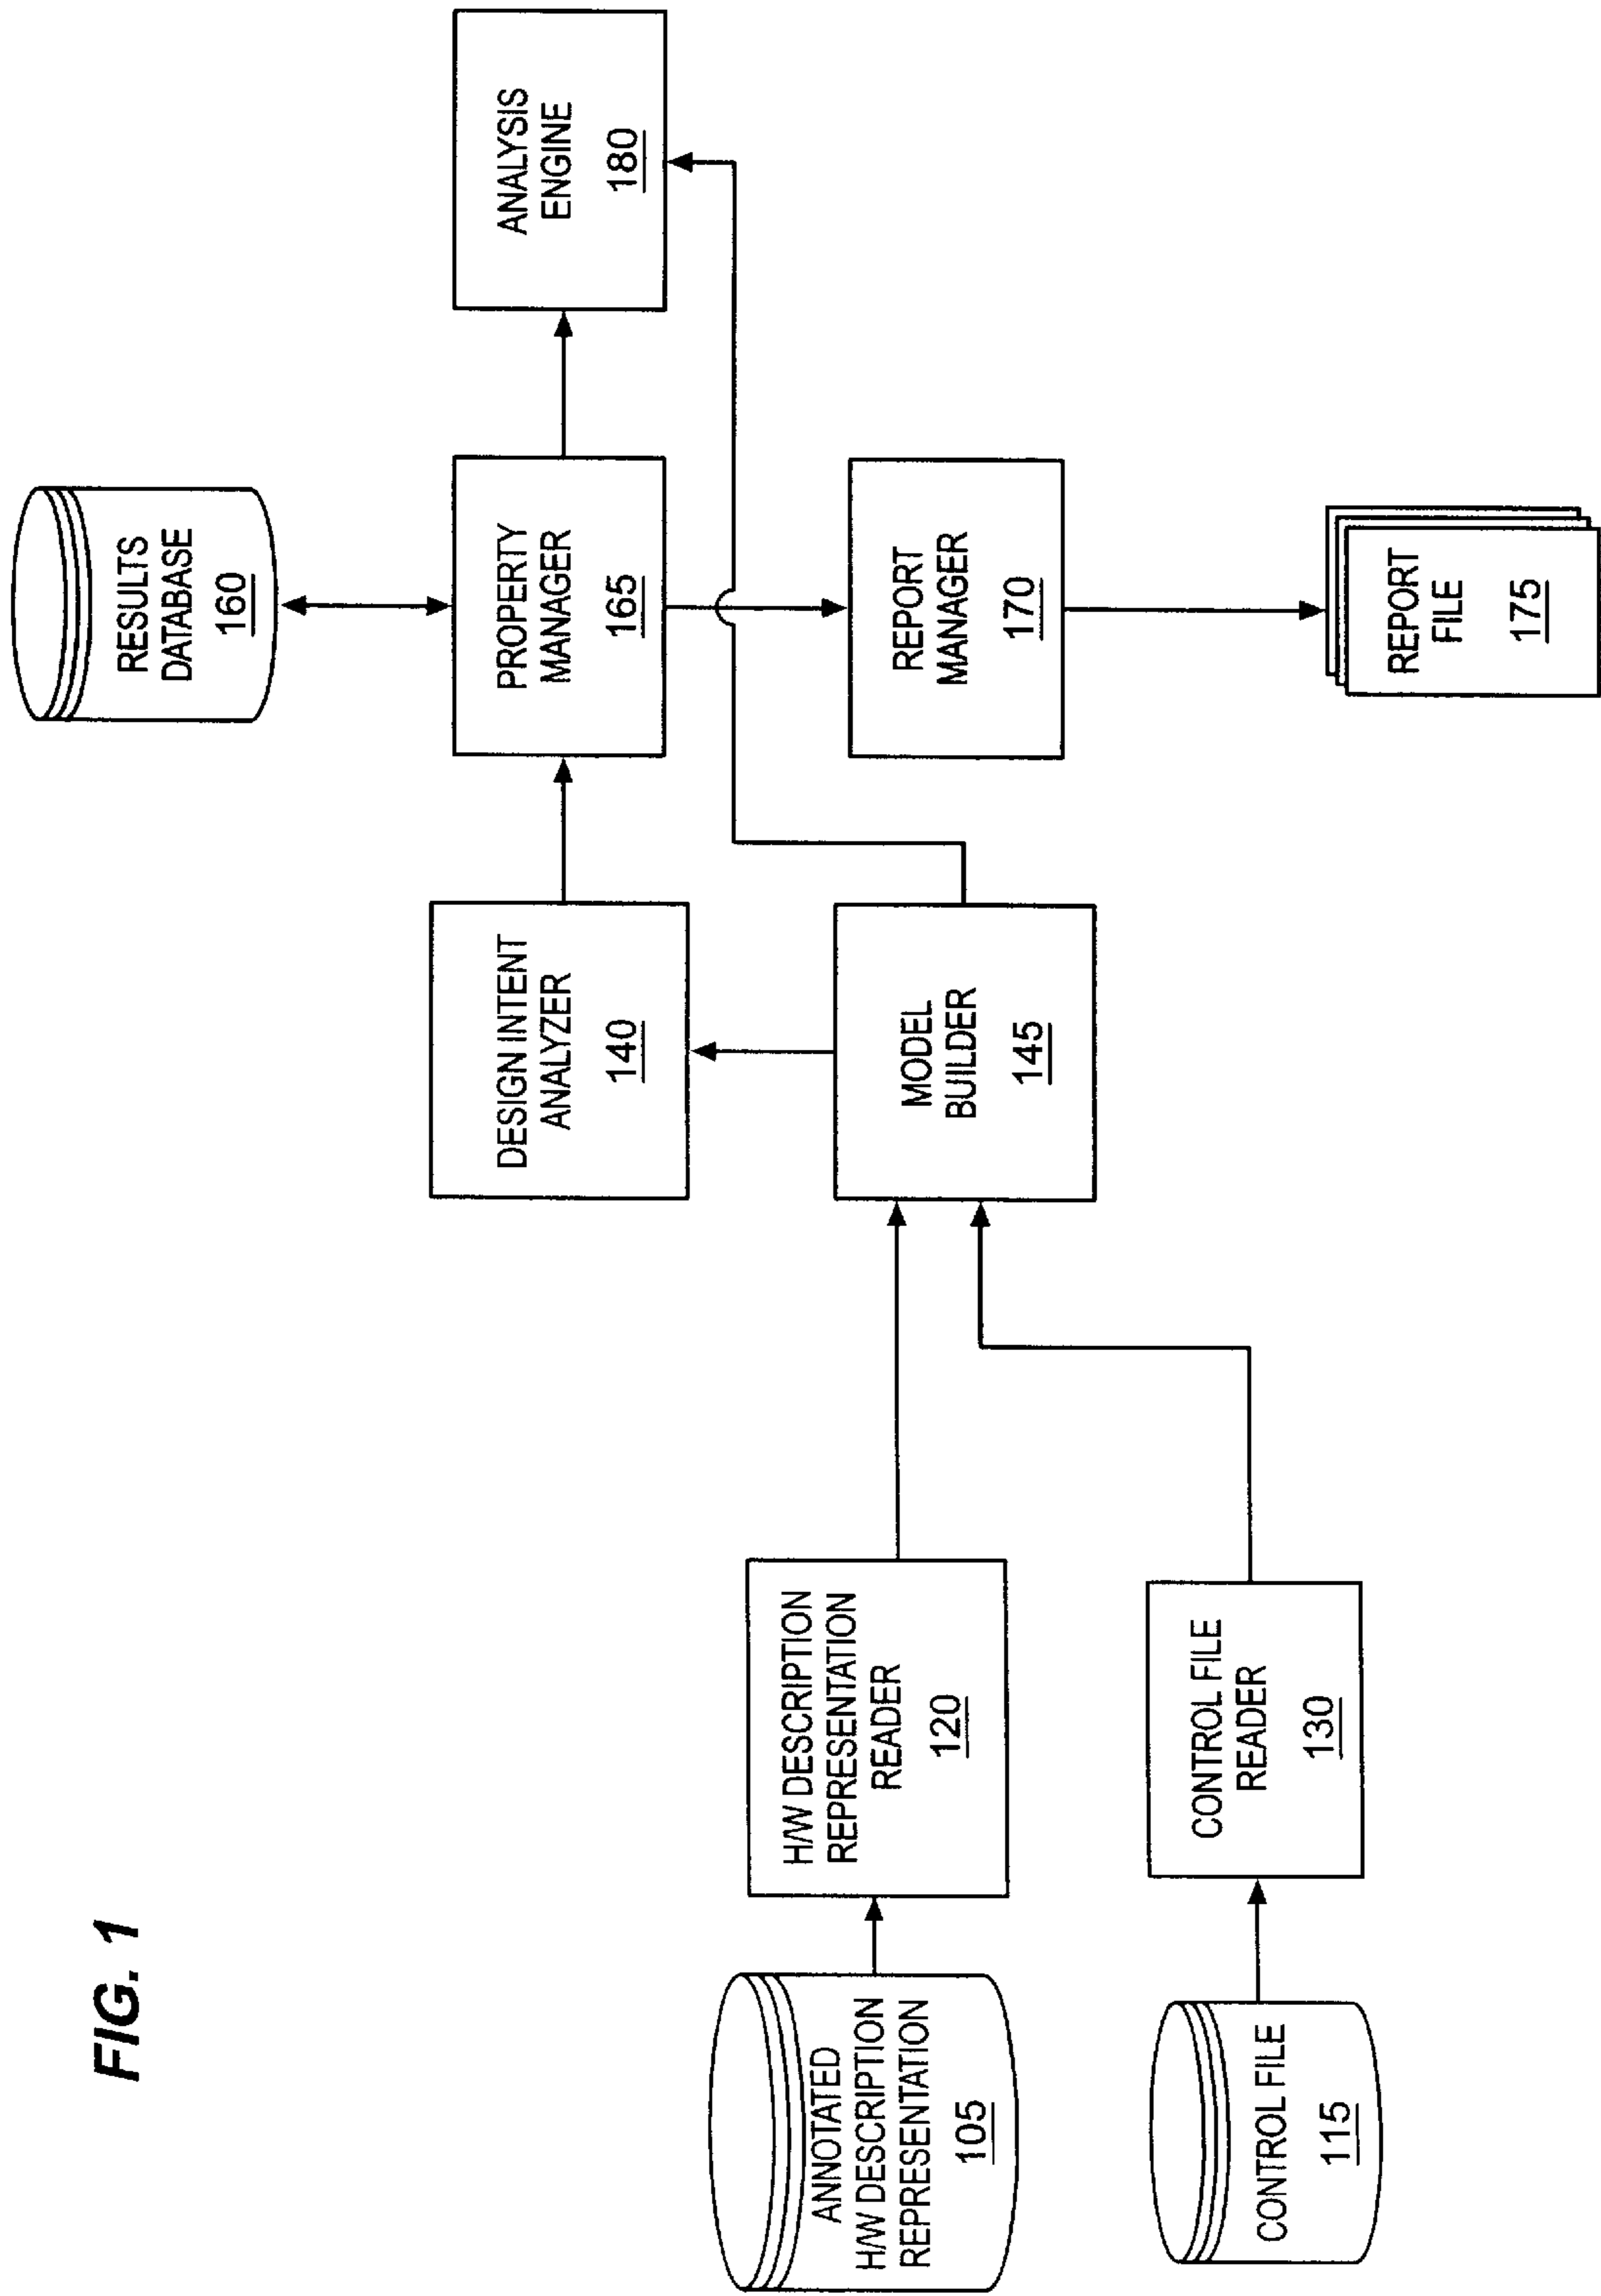 FIG. 1
ANNOTATED
H/W DESCRIPTION
REPRESENTATION
105
H/W DESCRIPTION
REPRESENTATION
READER
120
CONTROL FILE
115
CONTROL FILE
READER
130
DESIGN INTENT
ANALYZER
140
MODEL
BUILDER
145
RESULTS
DATABASE
160
PROPERTY
MANAGER
165
REPORT
MANAGER
170
REPORT
FILE
175
ANALYSIS
ENGINE
180